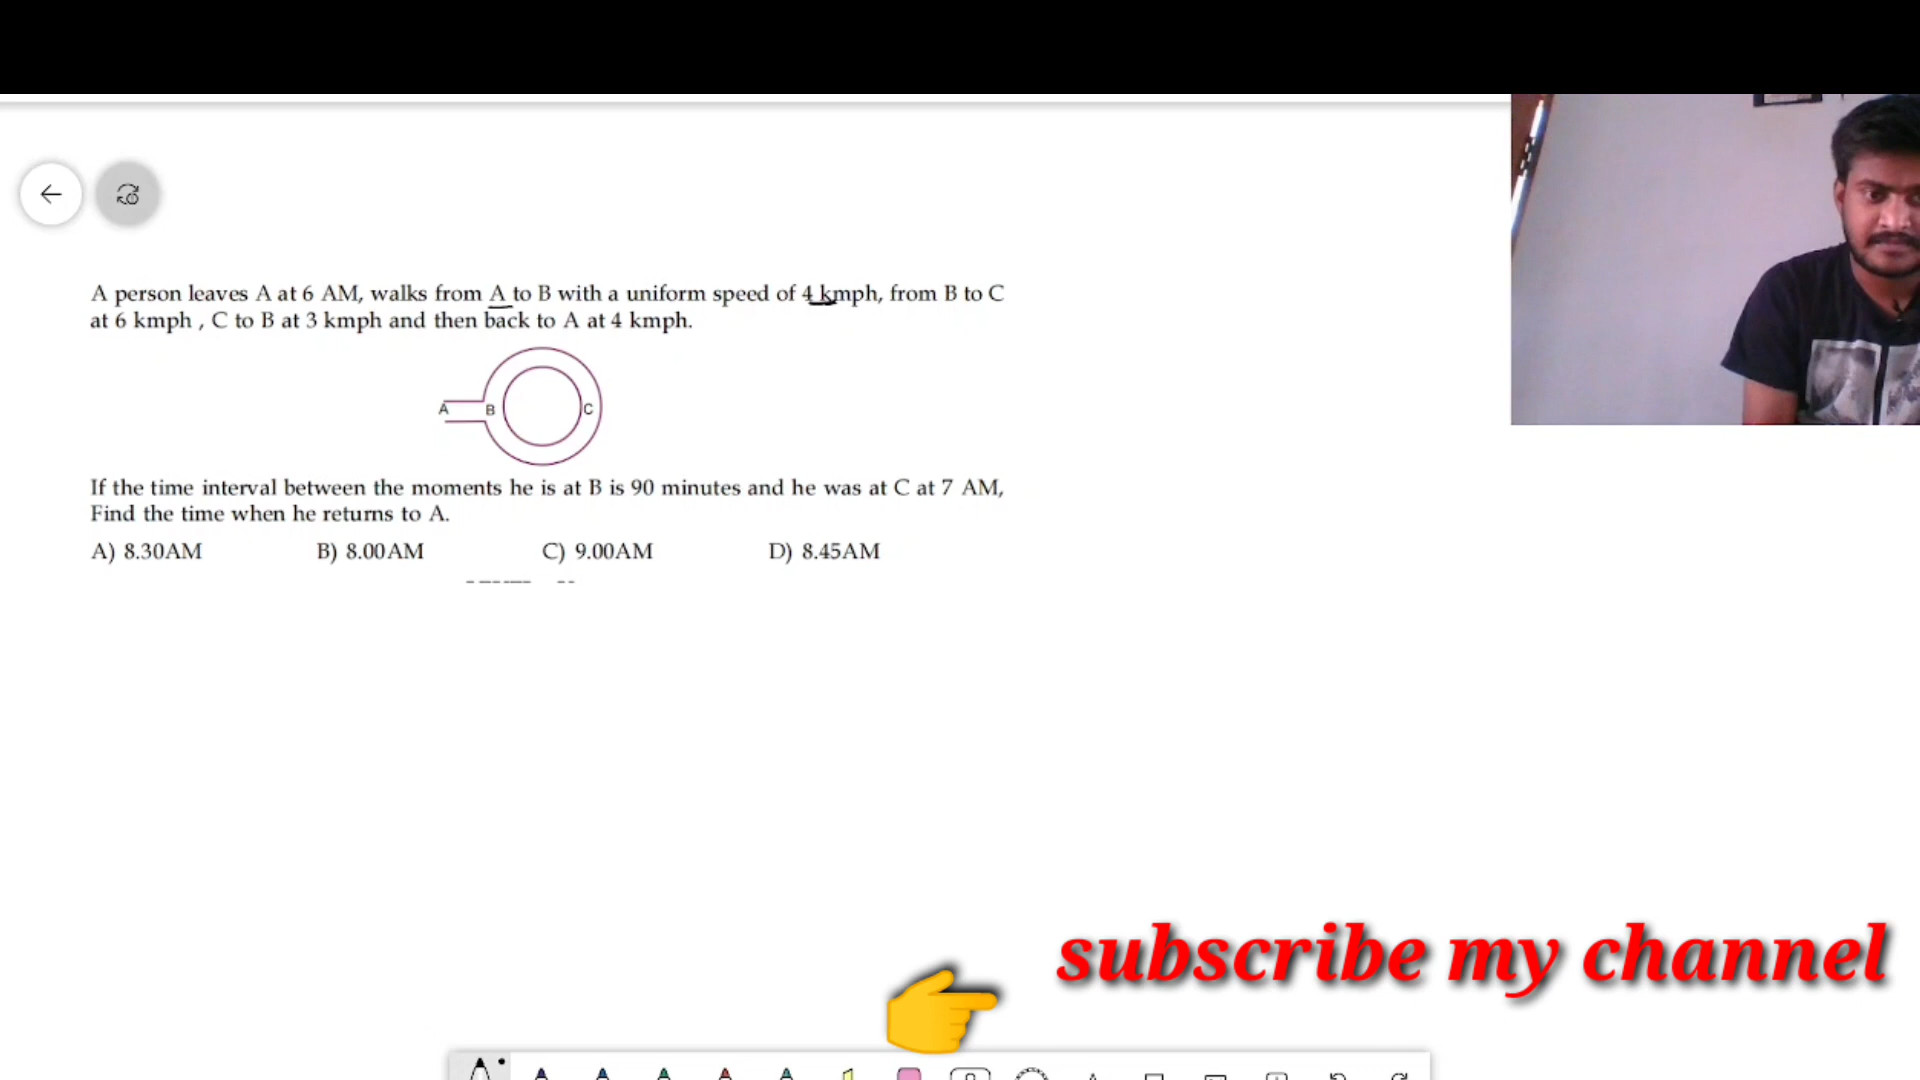 A person leaves A at 6 AM, walks from A to B with a uniform speed of 4 kmph, from B to C
at 6 kmph , C to B at 3 kmph and then back to A at 4 kmph.
A B C
If the time interval between the moments he is at B is 90 minutes and he was at C at 7 AM,
Find the time when he returns to A.
A) 8.30AM B) 8.00AM C) 9.00AM D) 8.45AM
subscribe my channel